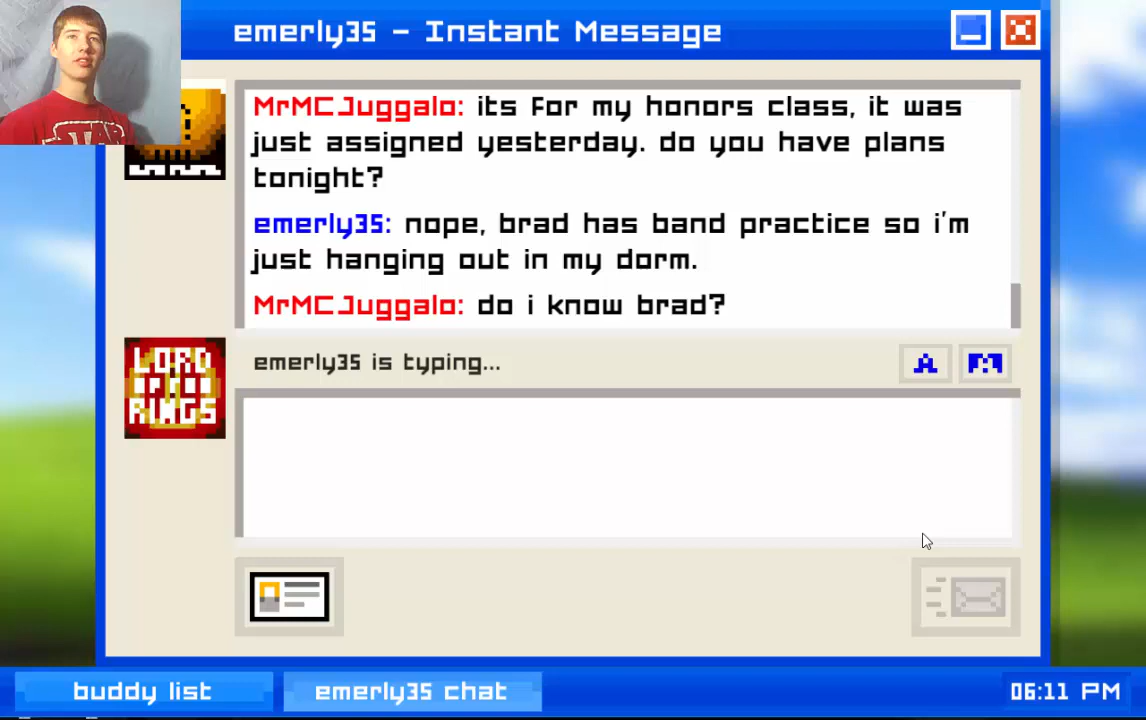 emerly35 - Instant Message
MrMCJuggalo: its for my honors class, it was
just assigned yesterday. do you have plans
tonight?
emerly35: nope, brad has band practice so i'm
just hanging out in my dorm.
MrMCJuggalo: do i know brad?
emerly35 is typing...
A
LORD
OF THE
RINGS
buddy list
emerly35 chat
06:11 PM